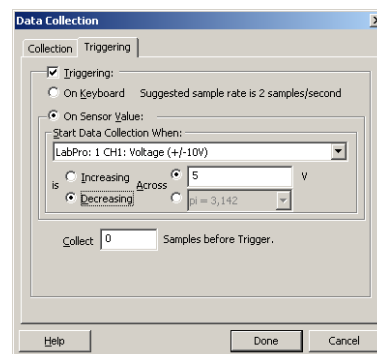 Data Collection
Collection Triggering
Triggering:
On Keyboard Suggested sample rate is 2 samples/second
On Sensor Value:
Start Data Collection When:
LabPro: 1 CH1: Voltage (+/-10V)
is Increasing Across 5 V
Decreasing pi = 3,142
Collect 0 Samples before Trigger.
Help Done Cancel